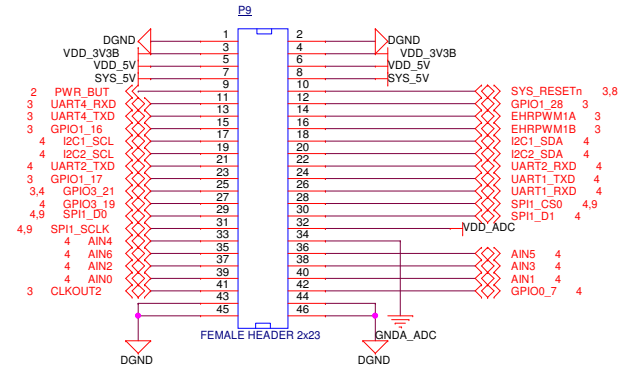 P9
DGND 1 2 DGND
VDD_3V3B 3 4 VDD_3V3B
VDD_5V 5 6 VDD_5V
SYS_5V 7 8 SYS_5V
2 PWR_BUT 9 10 SYS_RESETn 3,8
3 UART4_RXD 11 12 GPIO1_28 3
3 UART4_TXD 13 14 EHRPWM1A 3
3 GPIO1_16 15 16 EHRPWM1B 3
4 I2C1_SCL 17 18 I2C1_SDA 4
4 I2C2_SCL 19 20 I2C2_SDA 4
4 UART2_TXD 21 22 UART2_RXD 4
3 GPIO1_17 23 24 UART1_TXD 4
3,4 GPIO3_21 25 26 UART1_RXD 4
4 GPIO3_19 27 28 SPI1_CS0 4,9
4,9 SPI1_D0 29 30 SPI1_D1 4
4,9 SPI1_SCLK 31 32 VDD_ADC
4 AIN4 33 34
4 AIN6 35 36 AIN5 4
4 AIN2 37 38 AIN3 4
4 AIN0 39 40 AIN1 4
3 CLKOUT2 41 42 GPIO0_7 4
43 44
45 46
FEMALE HEADER 2x23 GNDA_ADC
DGND DGND